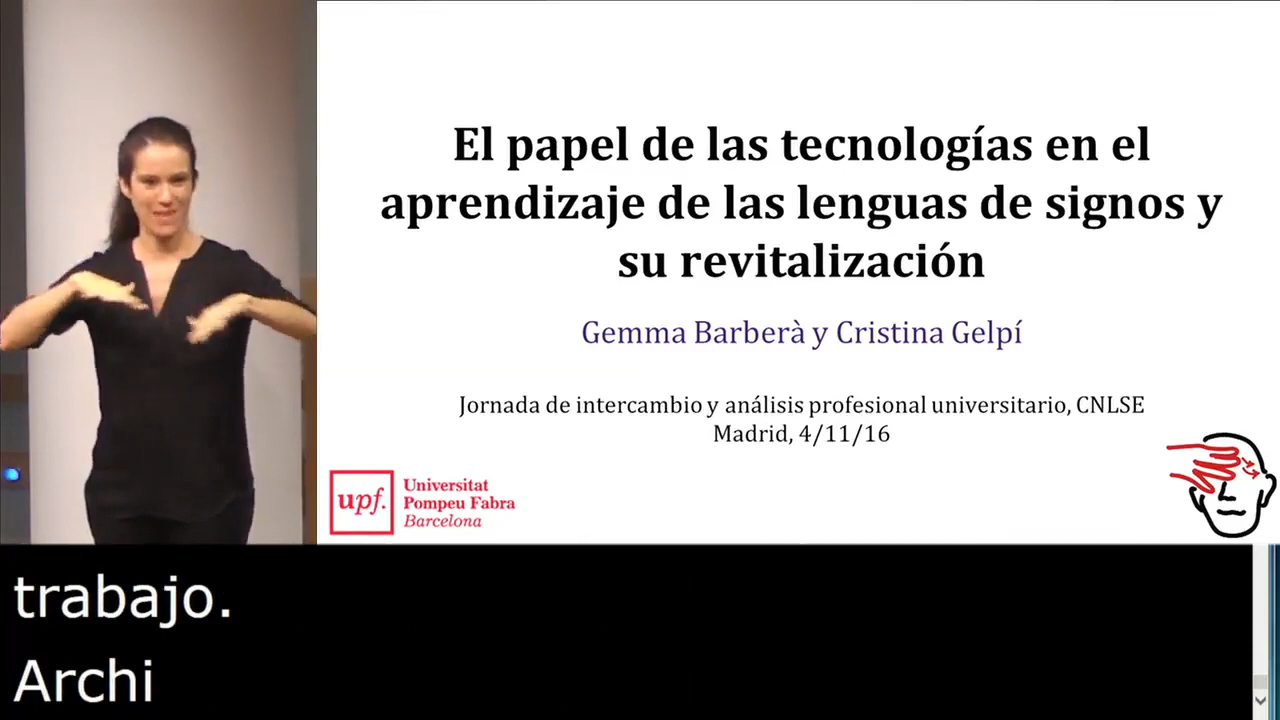 El papel de las tecnologías en el
aprendizaje de las lenguas de signos y
su revitalización
Gemma Barberà y Cristina Gelpí
Jornada de intercambio y análisis profesional universitario, CNLSE
Madrid, 4/11/16
upf.
Universitat
Pompeu Fabra
Barcelona
trabajo.
Archi